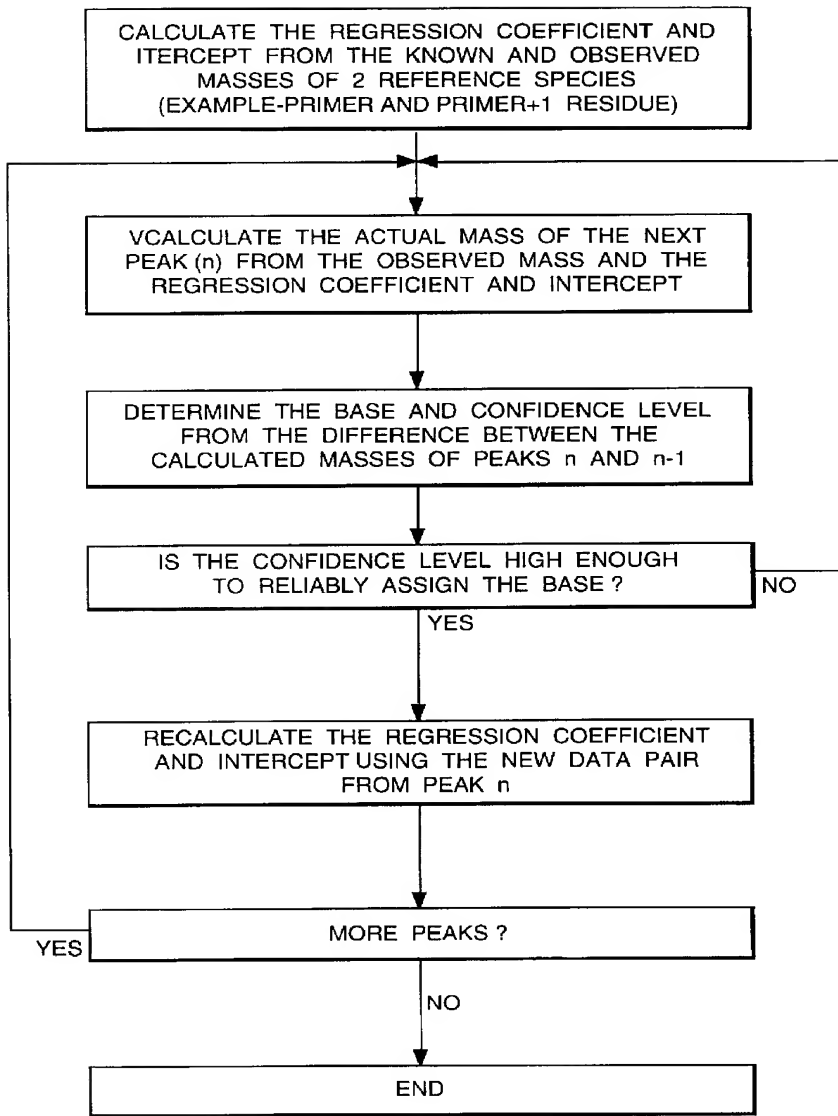 CALCULATE THE REGRESSION COEFFICIENT AND
ITERCEPT FROM THE KNOWN AND OBSERVED
MASSES OF 2 REFERENCE SPECIES
(EXAMPLE-PRIMER AND PRIMER+1 RESIDUE)
VCALCULATE THE ACTUAL MASS OF THE NEXT
PEAK (n) FROM THE OBSERVED MASS AND THE
REGRESSION COEFFICIENT AND INTERCEPT
DETERMINE THE BASE AND CONFIDENCE LEVEL
FROM THE DIFFERENCE BETWEEN THE
CALCULATED MASSES OF PEAKS n AND n-1
IS THE CONFIDENCE LEVEL HIGH ENOUGH
TO RELIABLY ASSIGN THE BASE ?
NO
YES
RECALCULATE THE REGRESSION COEFFICIENT
AND INTERCEPT USING THE NEW DATA PAIR
FROM PEAK n
MORE PEAKS ?
YES
NO
END